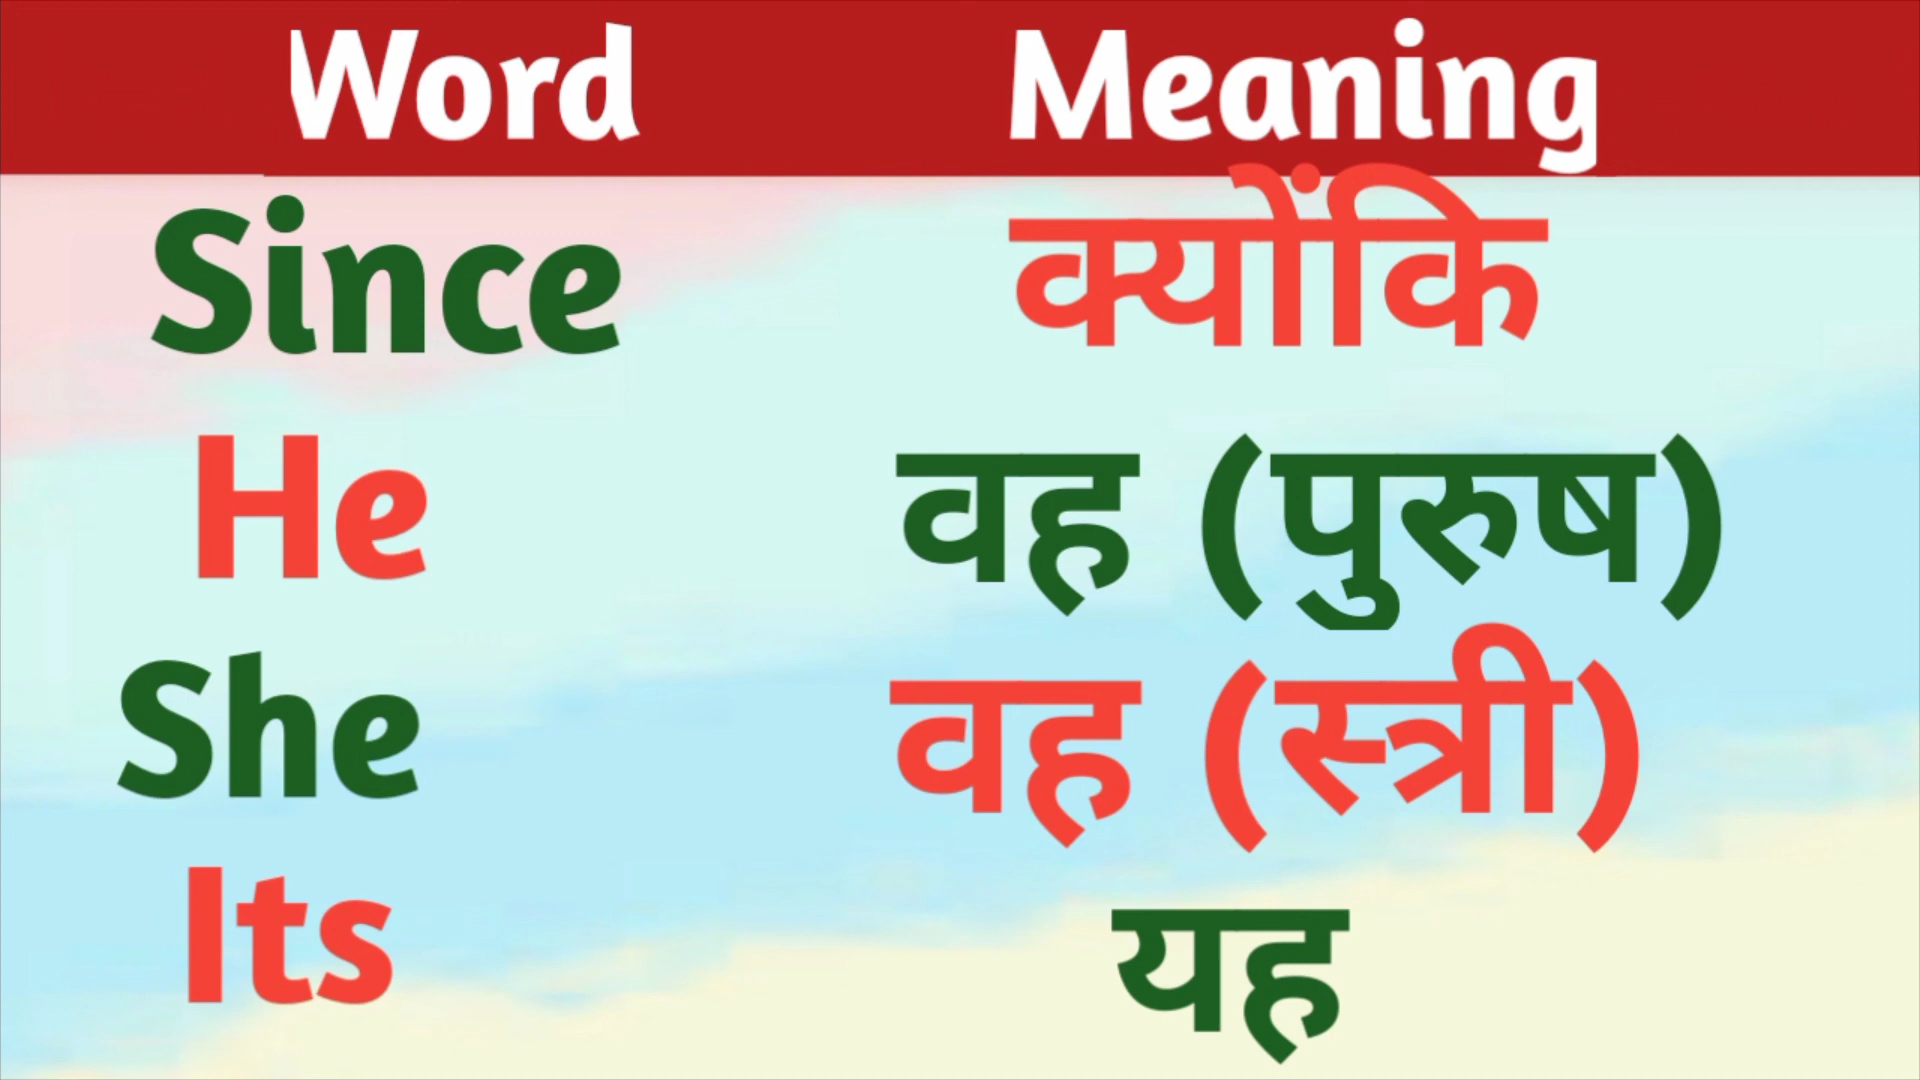 Word Meaning
Since क्योंकि
He वह (पुरुष)
She वह (स्त्री)
Its यह